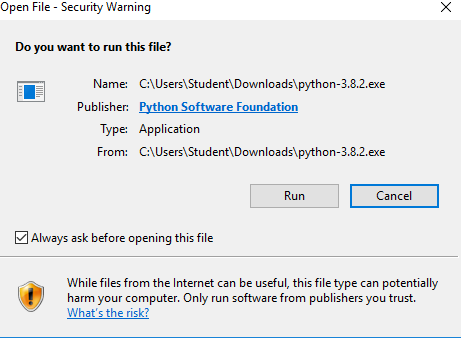 Open File - Security Warning
Do you want to run this file?
Name: C:\Users\Student\Downloads\python-3.8.2.exe
Publisher: Python Software Foundation
Type: Application
From: C:\Users\Student\Downloads\python-3.8.2.exe
Run Cancel
Always ask before opening this file
While files from the Internet can be useful, this file type can potentially
harm your computer. Only run software from publishers you trust.
What's the risk?